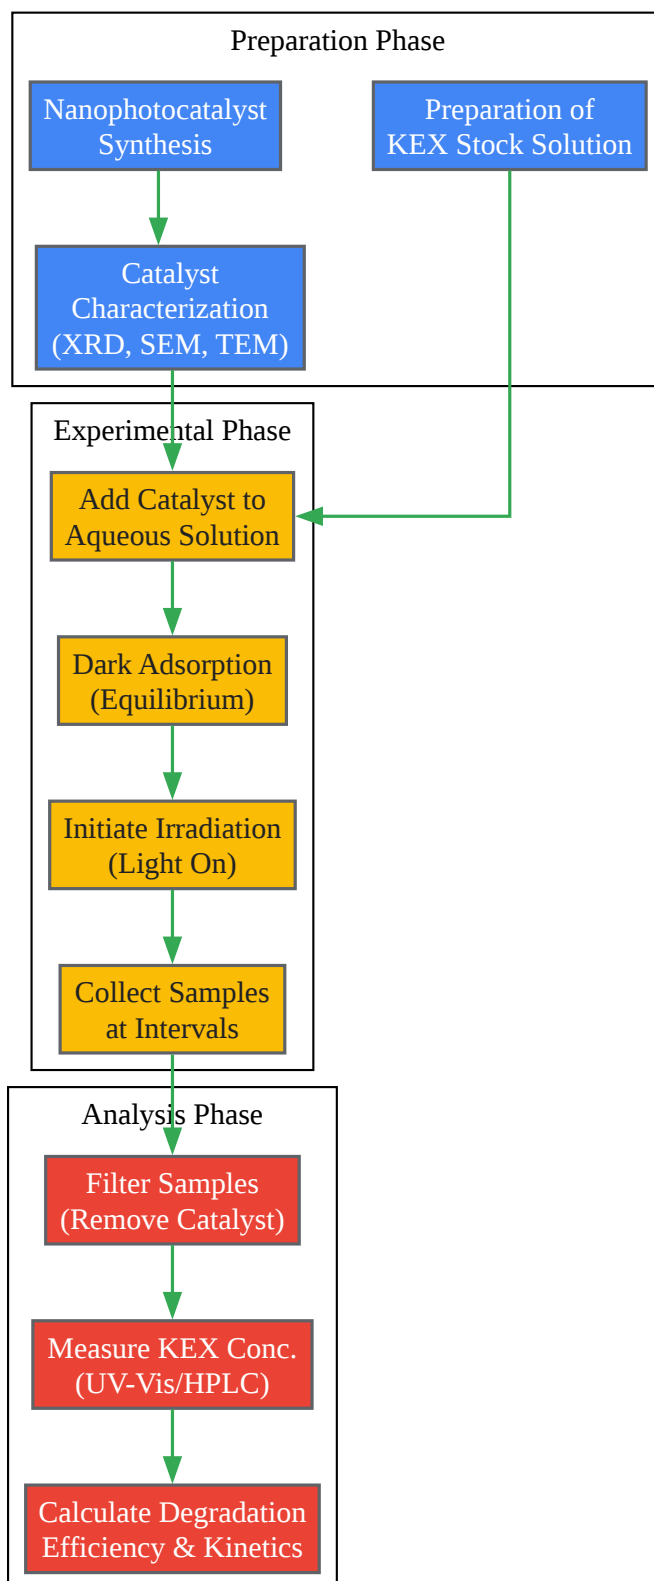 Preparation Phase
Nanophotocatalyst
Synthesis
Preparation of
KEX Stock Solution
Catalyst
Characterization
(XRD, SEM, TEM)
Experimental Phase
Add Catalyst to
Aqueous Solution
Dark Adsorption
(Equilibrium)
Initiate Irradiation
(Light On)
Collect Samples
at Intervals
Analysis Phase
Filter Samples
(Remove Catalyst)
Measure KEX Conc.
(UV-Vis/HPLC)
Calculate Degradation
Efficiency & Kinetics